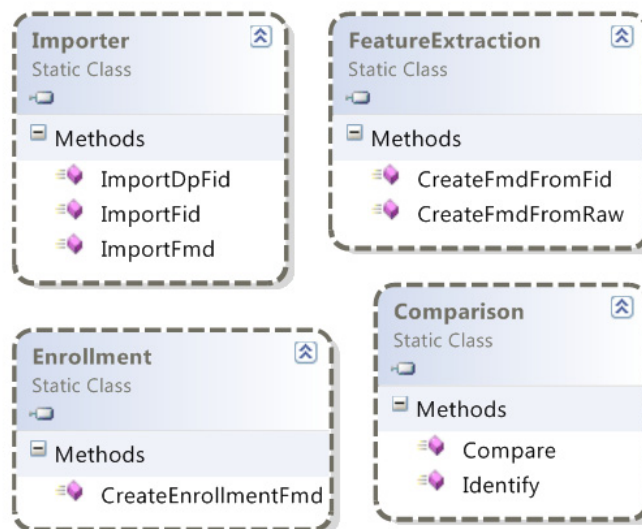 Importer
Static Class
Methods
ImportDpFid
ImportFid
ImportFmd
FeatureExtraction
Static Class
Methods
CreateFmdFromFid
CreateFmdFromRaw
Enrollment
Static Class
Methods
CreateEnrollmentFmd
Comparison
Static Class
Methods
Compare
Identify